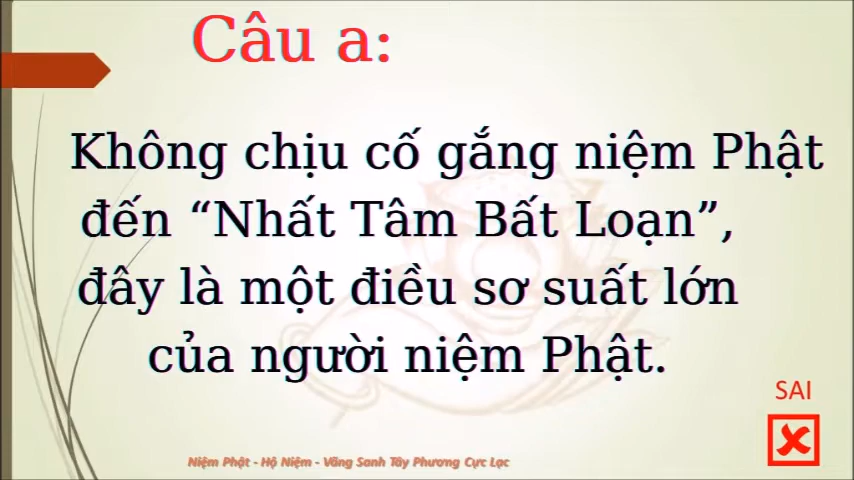 Câu a:
Không chịu cố gắng niệm Phật
đến “Nhất Tâm Bất Loạn”,
đây là một điều sơ suất lớn
của người niệm Phật.
SAI
Niệm Phật - Hộ Niệm - Vãng Sanh Tây Phương Cực Lạc